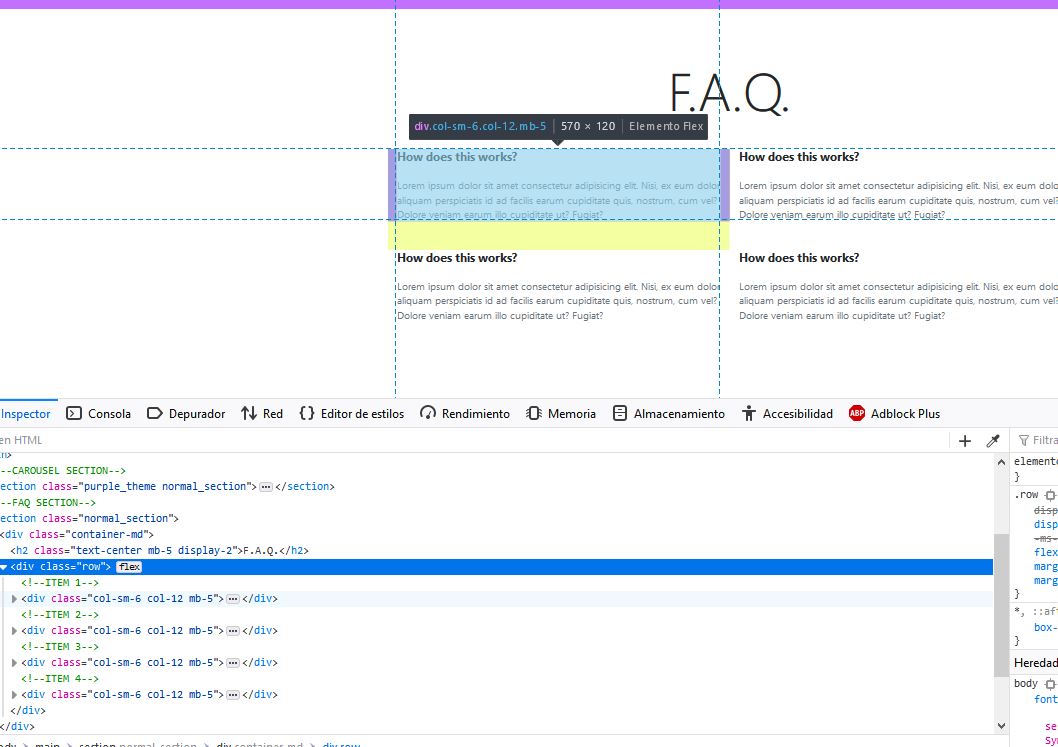 F.A.Q.
div.col-sm-6.col-12.mb-5 570 × 120 Elemento Flex
How does this works?
Lorem ipsum dolor sit amet consectetur adipisicing elit. Nisi, ex eum dolor
aliquam perspiciatis id ad facilis earum cupiditate quis, nostrum, cum vel?
Dolore veniam earum illo cupiditate ut? Fugiat?
How does this works?
Lorem ipsum dolor sit amet consectetur adipisicing elit. Nisi, ex eum dolo
aliquam perspiciatis id ad facilis earum cupiditate quis, nostrum, cum vel?
Dolore veniam earum illo cupiditate ut? Fugiat?
How does this works?
Lorem ipsum dolor sit amet consectetur adipisicing elit. Nisi, ex eum dolor
aliquam perspiciatis id ad facilis earum cupiditate quis, nostrum, cum vel?
Dolore veniam earum illo cupiditate ut? Fugiat?
How does this works?
Lorem ipsum dolor sit amet consectetur adipisicing elit. Nisi, ex eum dolo
aliquam perspiciatis id ad facilis earum cupiditate quis, nostrum, cum vel?
Dolore veniam earum illo cupiditate ut? Fugiat?
Inspector Consola Depurador Red Editor de estilos Rendimiento Memoria Almacenamiento Accesibilidad ABP Adblock Plus
en HTML
--CAROUSEL SECTION-->
ection class="purple_theme normal_section">…</section>
--FAQ SECTION-->
ection class="normal_section">
<div class="container-md">
<h2 class="text-center mb-5 display-2">F.A.Q.</h2>
<div class="row"> flex
<!--ITEM 1-->
<div class="col-sm-6 col-12 mb-5">…</div>
<!--ITEM 2-->
<div class="col-sm-6 col-12 mb-5">…</div>
<!--ITEM 3-->
<div class="col-sm-6 col-12 mb-5">…</div>
<!--ITEM 4-->
<div class="col-sm-6 col-12 mb-5">…</div>
</div>
</div>
ody > main > section.normal_section > div.container-md > div.row
Filtra
elemento
}
.row
disp
disp
-ms-
flex
marg
marg
}
*, ::af
box-
}
Heredad
body
font
se
Sy